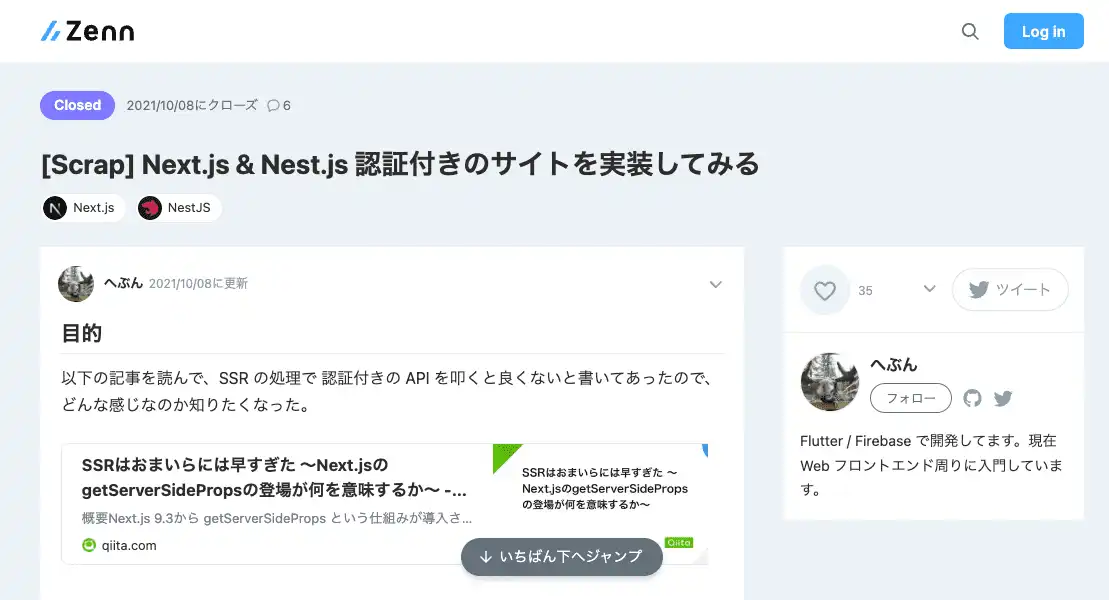 Zenn
Log in
Closed 2021/10/08にクローズ 6
[Scrap] Next.js & Nest.js 認証付きのサイトを実装してみる
Next.js NestJS
へぶん 2021/10/08に更新
目的
以下の記事を読んで、SSR の処理で 認証付きの API を叩くと良くないと書いてあったので、
どんな感じなのか知りたくなった。
SSRはおまいらには早すぎた 〜Next.jsの
getServerSidePropsの登場が何を意味するか〜 -...
概要Next.js 9.3から getServerSideProps という仕組みが導入さ...
qiita.com
SSRはおまいらには早すぎた 〜
Next.jsのgetServerSideProps
の登場が何を意味するか〜
Qiita
いちばん下へジャンプ
35
ツイート
へぶん
フォロー
Flutter / Firebase で開発してます。現在
Web フロントエンド周りに入門していま
す。